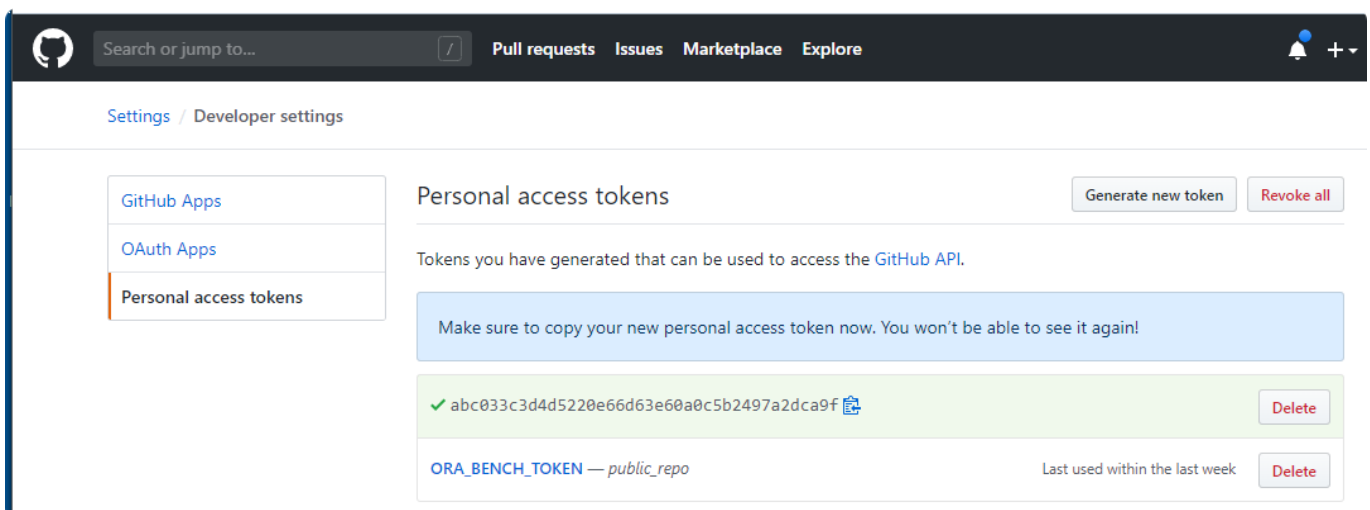 Search or jump to... / Pull requests Issues Marketplace Explore
Settings / Developer settings
GitHub Apps
OAuth Apps
Personal access tokens
Personal access tokens Generate new token Revoke all
Tokens you have generated that can be used to access the GitHub API.
Make sure to copy your new personal access token now. You won't be able to see it again!
abc033c3d4d5220e66d63e60a0c5b2497a2dca9f Delete
ORA_BENCH_TOKEN — public_repo Last used within the last week Delete